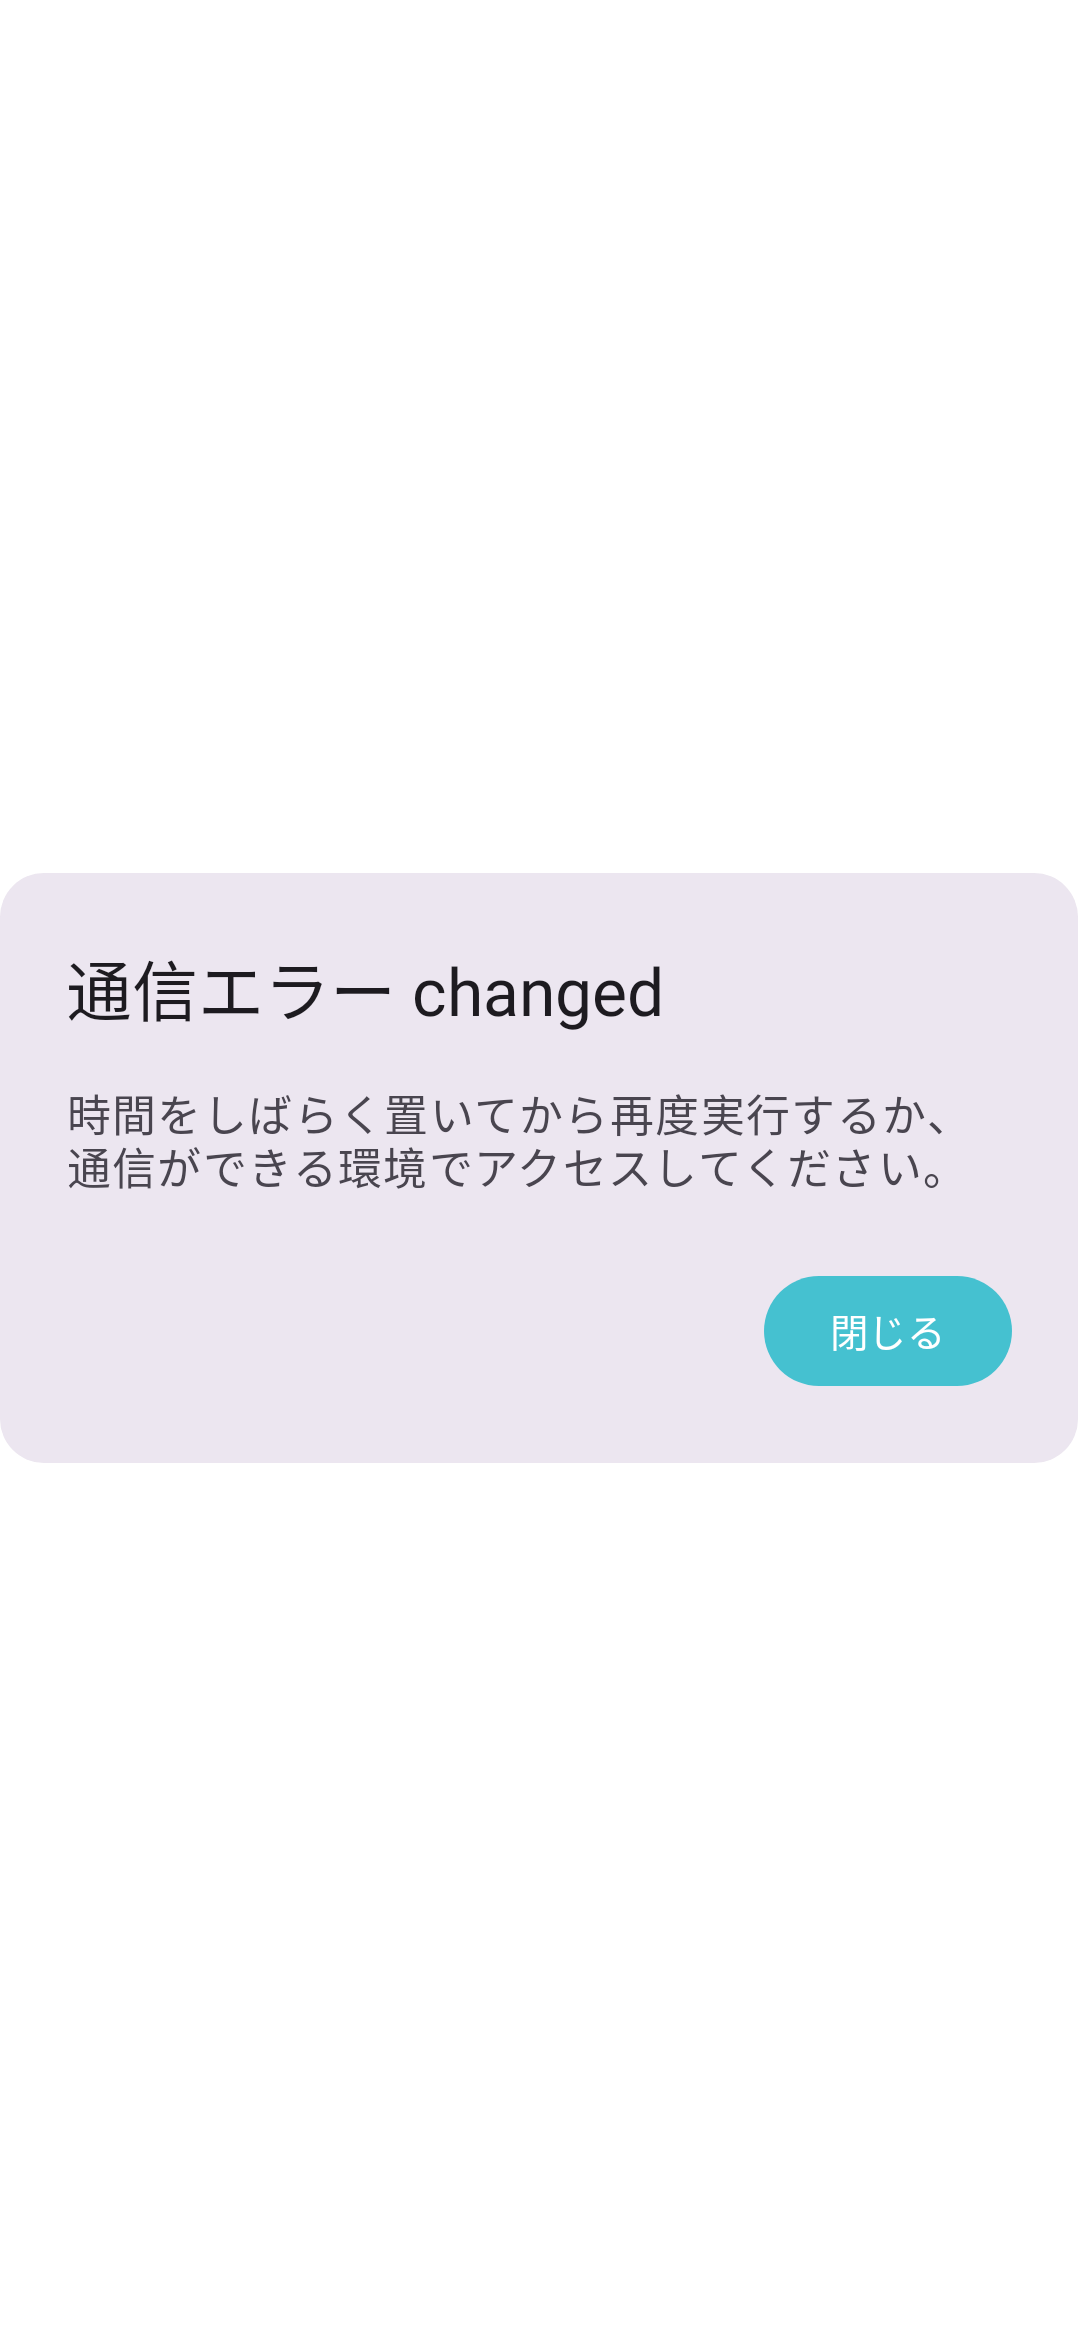 通信エラー changed
時間をしばらく置いてから再度実行するか、
通信ができる環境でアクセスしてください。
閉じる